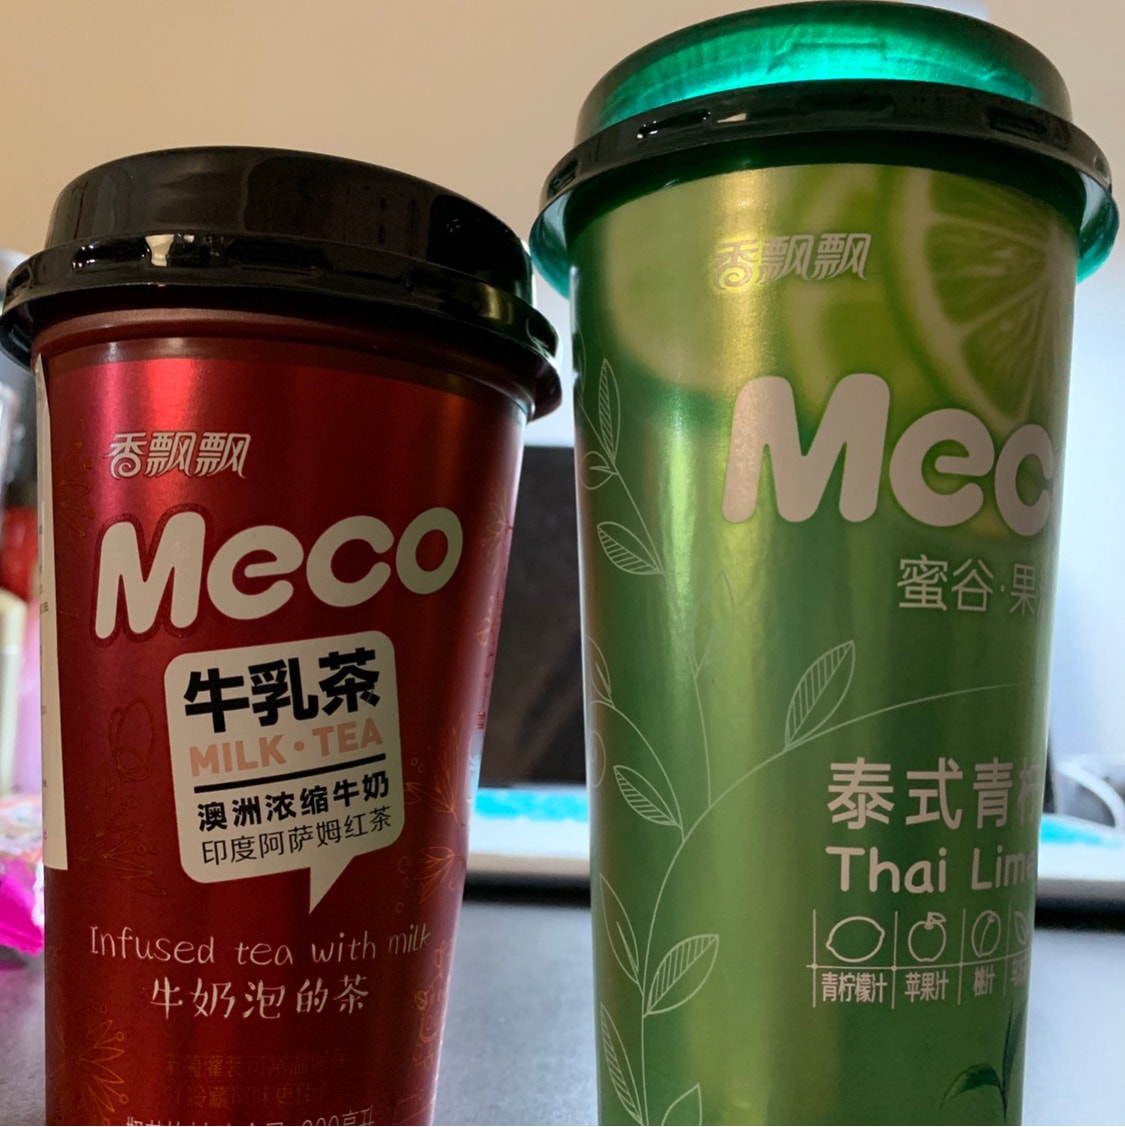 香飘飘
Meco
牛乳茶
MILK·TEA
澳洲浓缩牛奶
印度阿萨姆红茶
Infused tea with milk
牛奶泡的茶
香飘飘
Meco
蜜谷·果
泰式青柠
Thai Lime
青柠檬汁 苹果汁